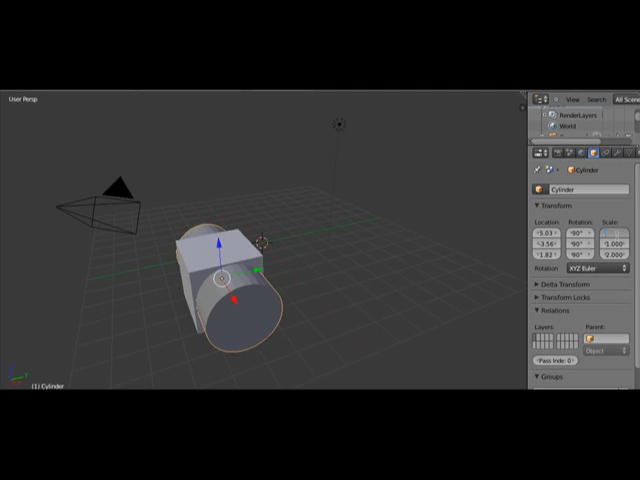 User Persp
View Search All Scene
RenderLayers
World
Cylinder
Cylinder
Transform
Location: Rotation: Scale:
5.03 90°
-3.56 90° 1.000
1.82 90° 2.000
Rotation XYZ Euler
Delta Transform
Transform Locks
Relations
Layers: Parent:
Object
Pass Inde: 0
Groups
(1) Cylinder